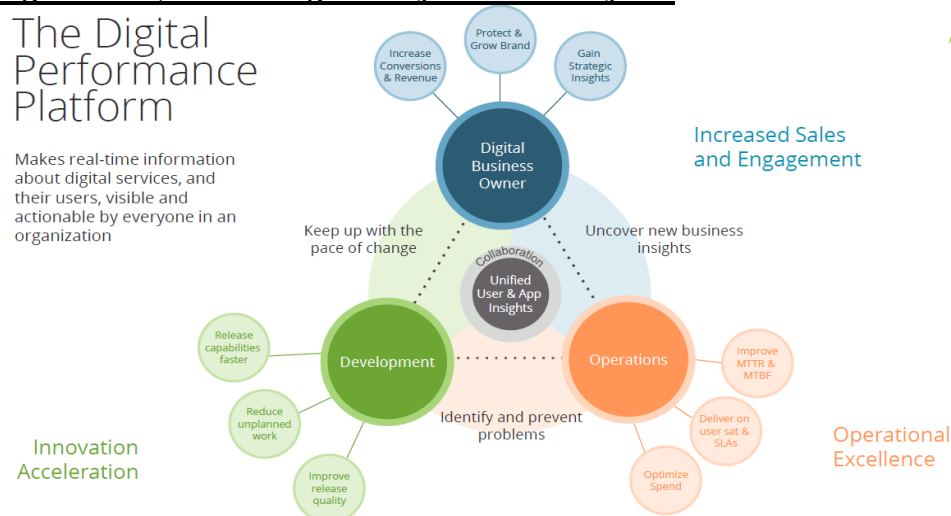 The Digital
Performance
Platform
Makes real-time information
about digital services, and
their users, visible and
actionable by everyone in an
organization
Increase
Conversions
& Revenue
Protect &
Grow Brand
Gain
Strategic
Insights
Digital
Business
Owner
Increased Sales
and Engagement
Keep up with the
pace of change
Uncover new business
insights
Collaboration
Unified
User & App
Insights
Release
capabilities
faster
Development
Operations
Improve
MTTR &
MTBF
Reduce
unplanned
work
Identify and prevent
problems
Deliver on
user sat &
SLAs
Innovation
Acceleration
Improve
release
quality
Optimize
Spend
Operational
Excellence